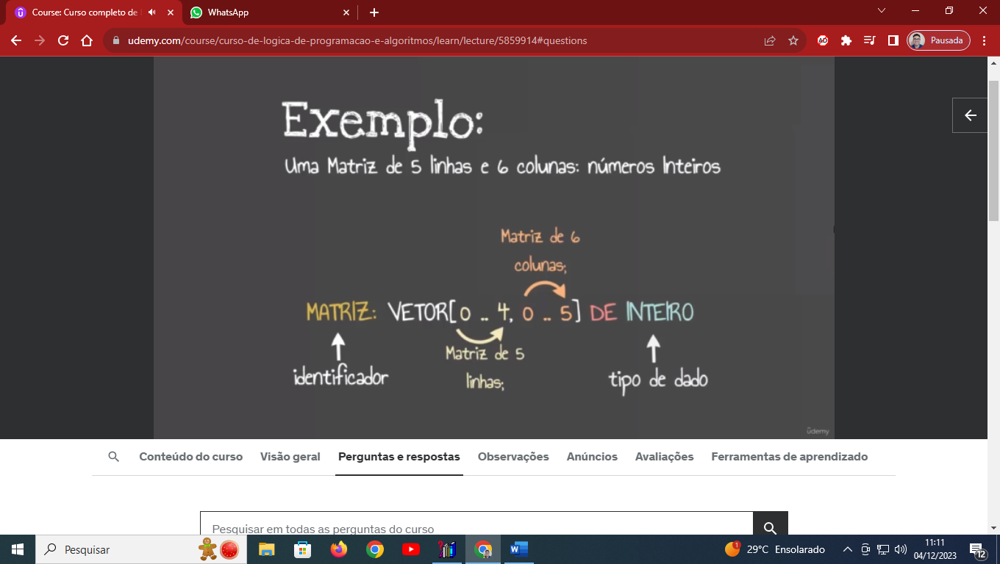 Course: Curso completo de
WhatsApp
udemy.com/course/curso-de-logica-de-programacao-e-algoritmos/learn/lecture/5859914#questions
Pausada
Exemplo:
Uma Matriz de 5 linhas e 6 colunas: números Inteiros
Matriz de 6
colunas;
MATRIZ: VETOR[0 .. 4, 0 .. 5] DE INTEIRO
Matriz de 5
linhas;
identificador
tipo de dado
ûdemy
Conteúdo do curso
Visão geral
Perguntas e respostas
Observações
Anúncios
Avaliações
Ferramentas de aprendizado
Pesquisar em todas as perguntas do curso
Pesquisar
1
29°C Ensolarado
11:11
04/12/2023
12